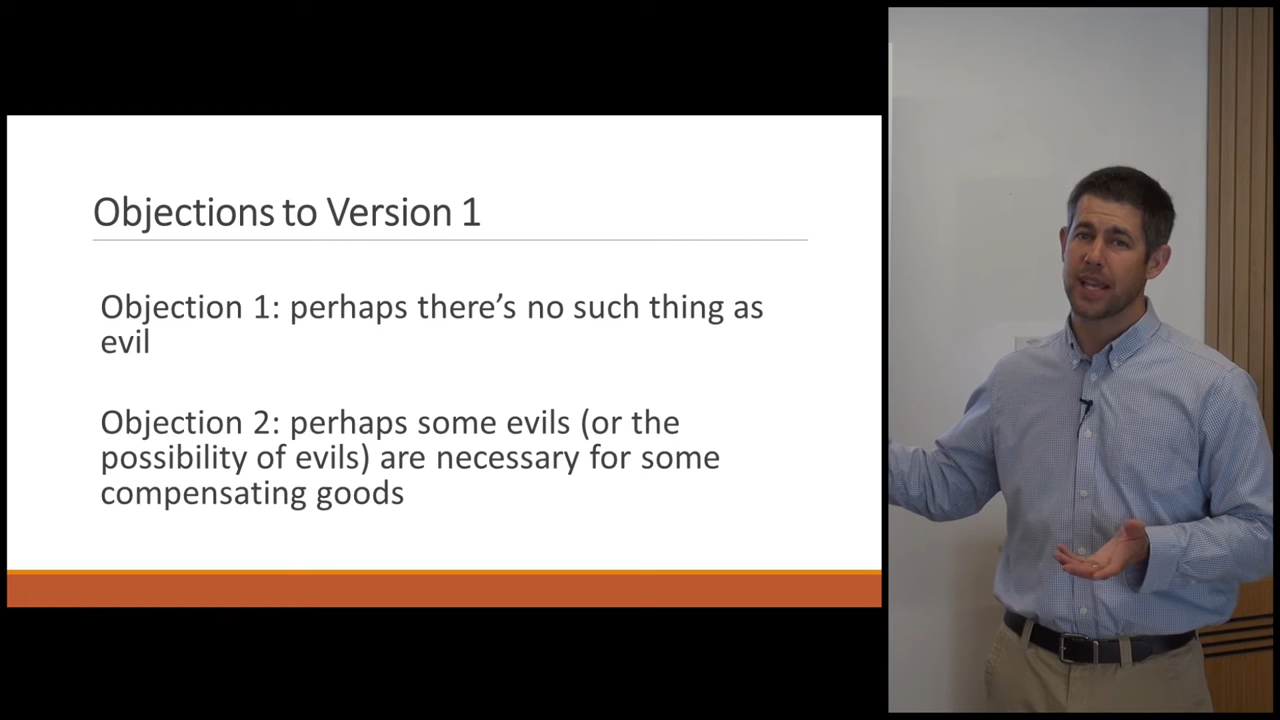 Objections to Version 1
Objection 1: perhaps there's no such thing as
evil
Objection 2: perhaps some evils (or the
possibility of evils) are necessary for some
compensating goods